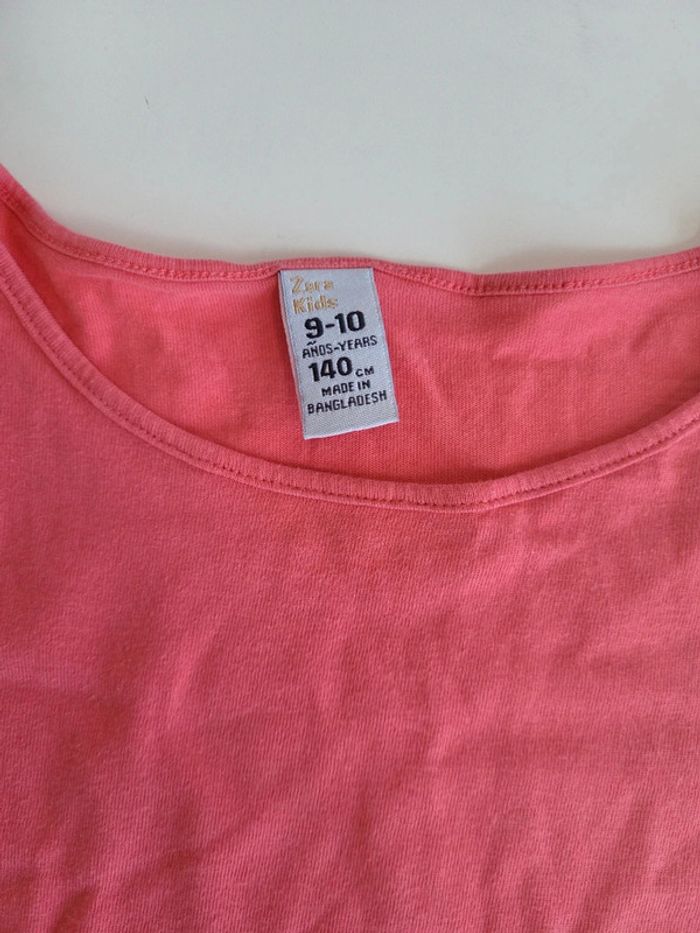 Zara
Kids
9-10
AÑOS-YEARS
140 CM
MADE IN
BANGLADESH